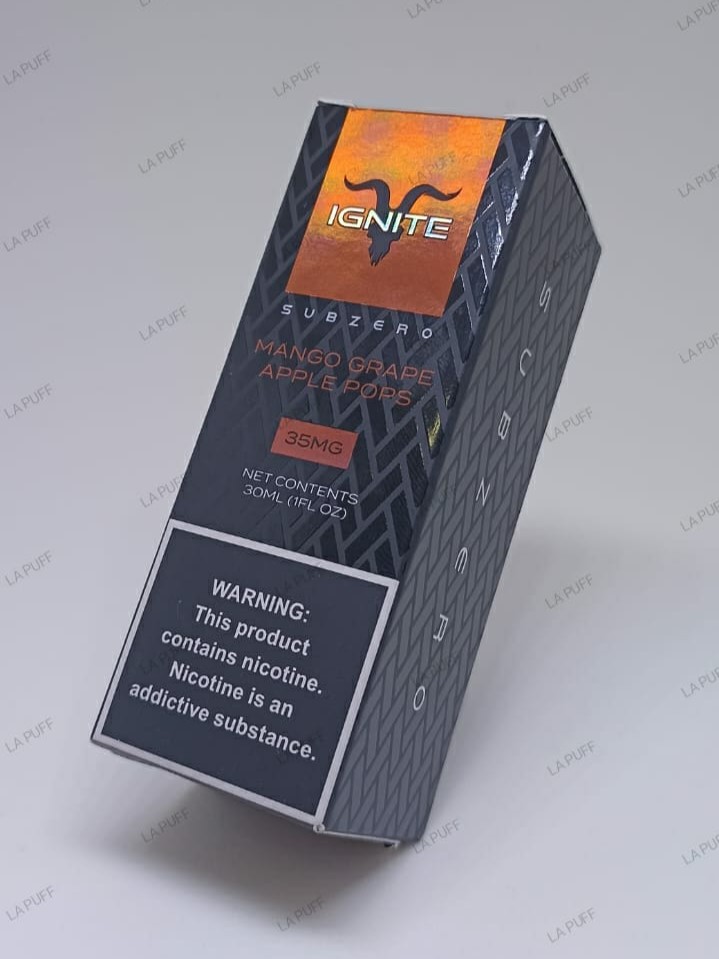 IGNITE
SUBZERO
MANGO GRAPE
APPLE POPS
35MG
NET CONTENTS
30ML (1FL OZ)
WARNING:
This product
contains nicotine.
Nicotine is an
addictive substance.
SUBZERO
LA PUFF